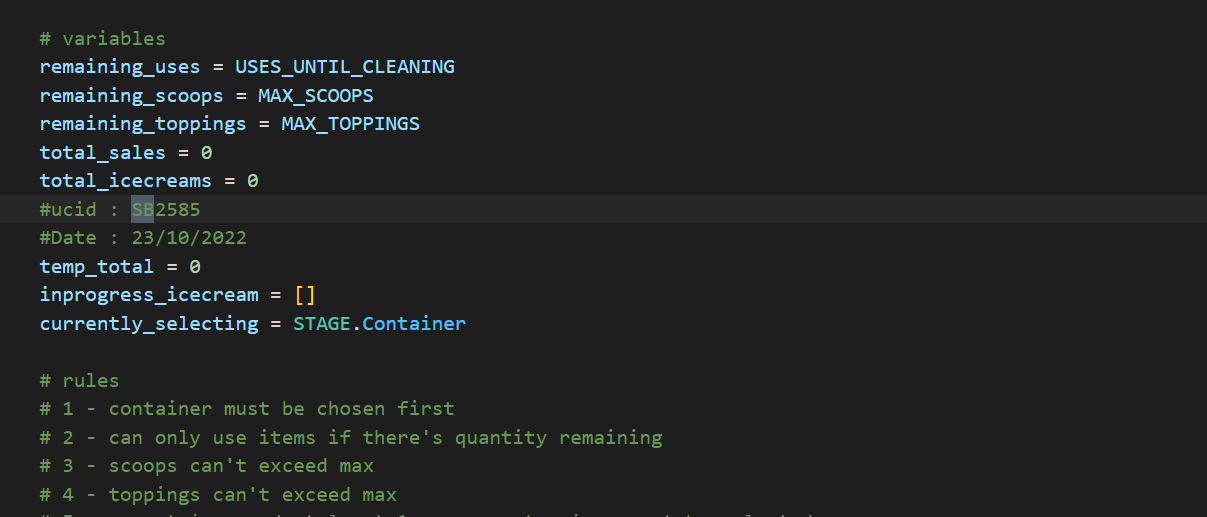 # variables
remaining_uses = USES_UNTIL_CLEANING
remaining_scoops = MAX_SCOOPS
remaining_toppings = MAX_TOPPINGS
total_sales = 0
total_icecreams = 0
#ucid : SB2585
#Date : 23/10/2022
temp_total = 0
inprogress_icecream = []
currently_selecting = STAGE.Container
# rules
# 1 - container must be chosen first
# 2 - can only use items if there's quantity remaining
# 3 - scoops can't exceed max
# 4 - toppings can't exceed max